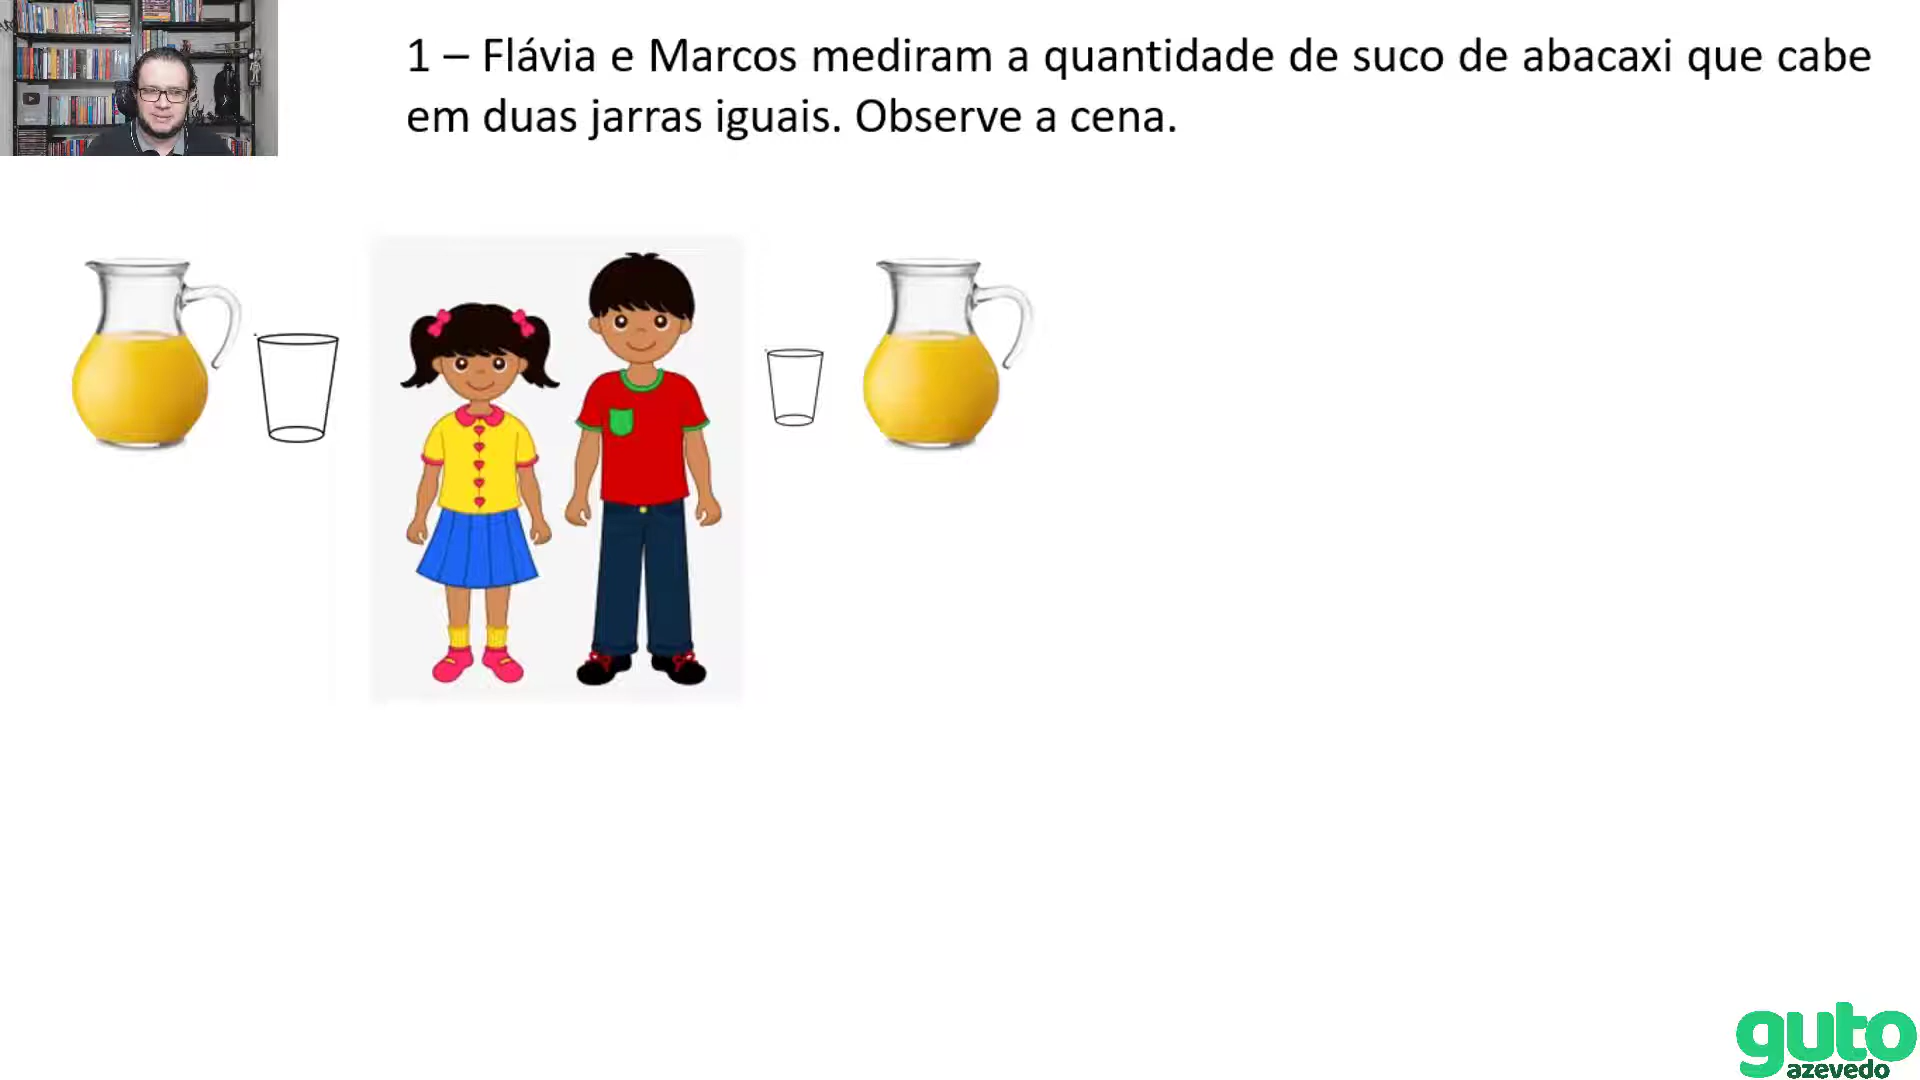 1 – Flávia e Marcos mediram a quantidade de suco de abacaxi que cabe
em duas jarras iguais. Observe a cena.
guto
azevedo